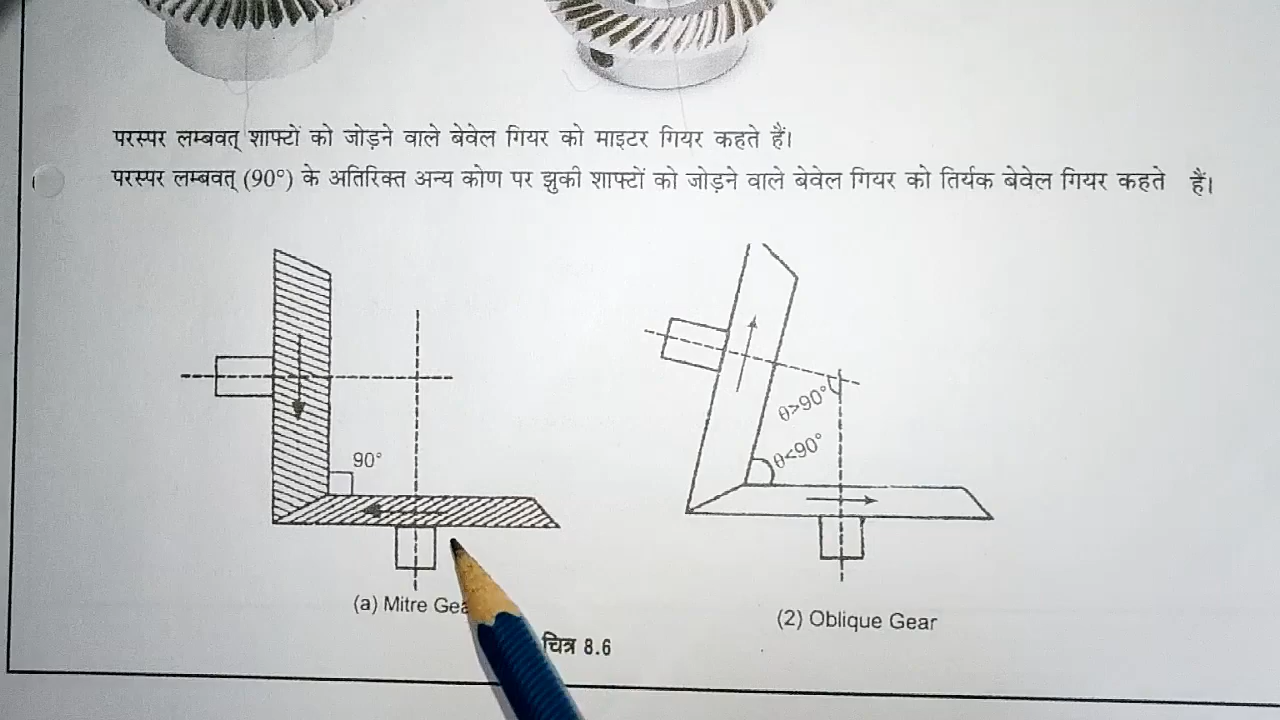 परस्पर लम्बवत् शाफ्टों को जोड़ने वाले बेवेल गियर को माइटर गियर कहते हैं।
परस्पर लम्बवत् (90°) के अतिरिक्त अन्य कोण पर झुकी शाफ्टों को जोड़ने वाले बेवेल गियर को तिर्यक बेवेल गियर कहते हैं।
90°
θ>90°
θ<90°
(a) Mitre
(2) Oblique Gear
चित्र 8.6